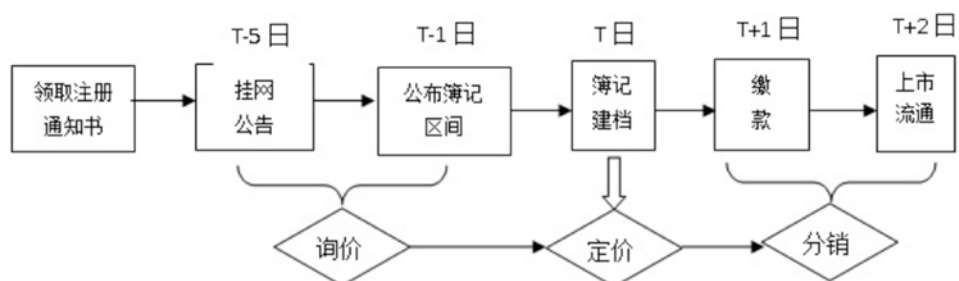 T-5 日
T-1 日
T 日
T+1 日
T+2 日
领取注册
通知书
挂网
公告
公布簿记
区间
簿记
建档
缴
款
上市
流通
询价
定价
分销